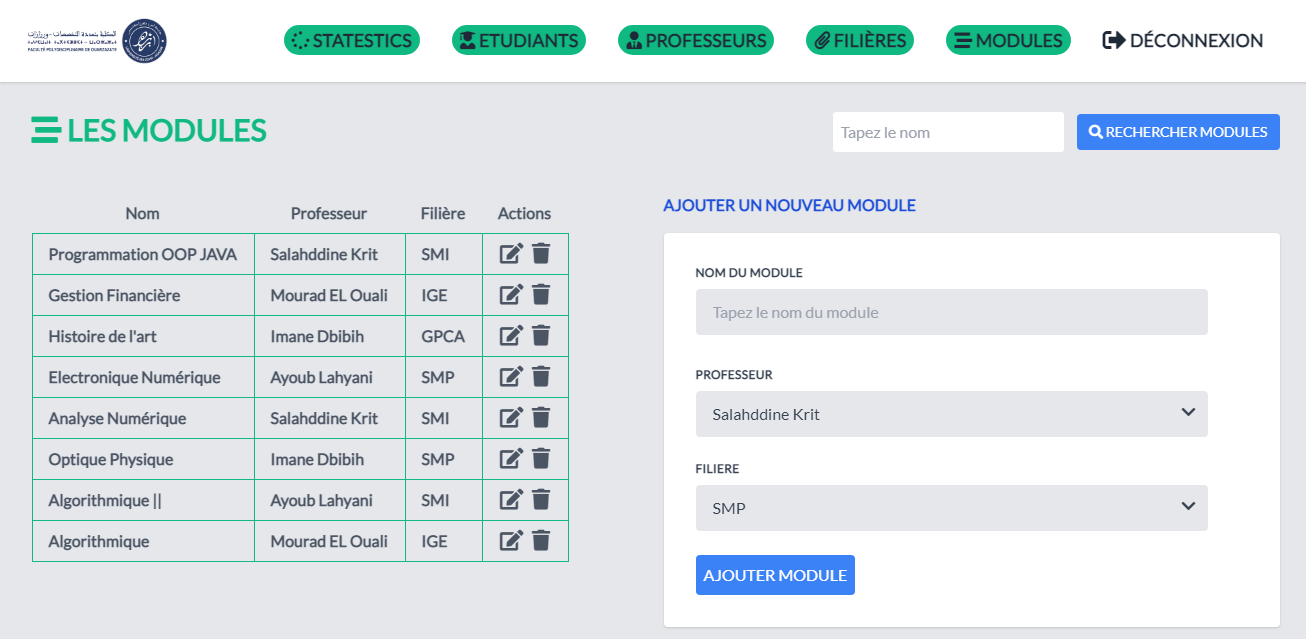 الكلية متعددة التخصصات - ورزازات
FACULTÉ POLYDISCIPLINAIRE DE OUARZAZATE
STATESTICS ETUDIANTS PROFESSEURS FILIÈRES MODULES DÉCONNEXION
LES MODULES
Tapez le nom RECHERCHER MODULES
Nom Professeur Filière Actions
Programmation OOP JAVA Salahddine Krit SMI
Gestion Financière Mourad EL Ouali IGE
Histoire de l'art Imane Dbibih GPCA
Electronique Numérique Ayoub Lahyani SMP
Analyse Numérique Salahddine Krit SMI
Optique Physique Imane Dbibih SMP
Algorithmique || Ayoub Lahyani SMI
Algorithmique Mourad EL Ouali IGE
AJOUTER UN NOUVEAU MODULE
NOM DU MODULE
Tapez le nom du module
PROFESSEUR
Salahddine Krit
FILIERE
SMP
AJOUTER MODULE